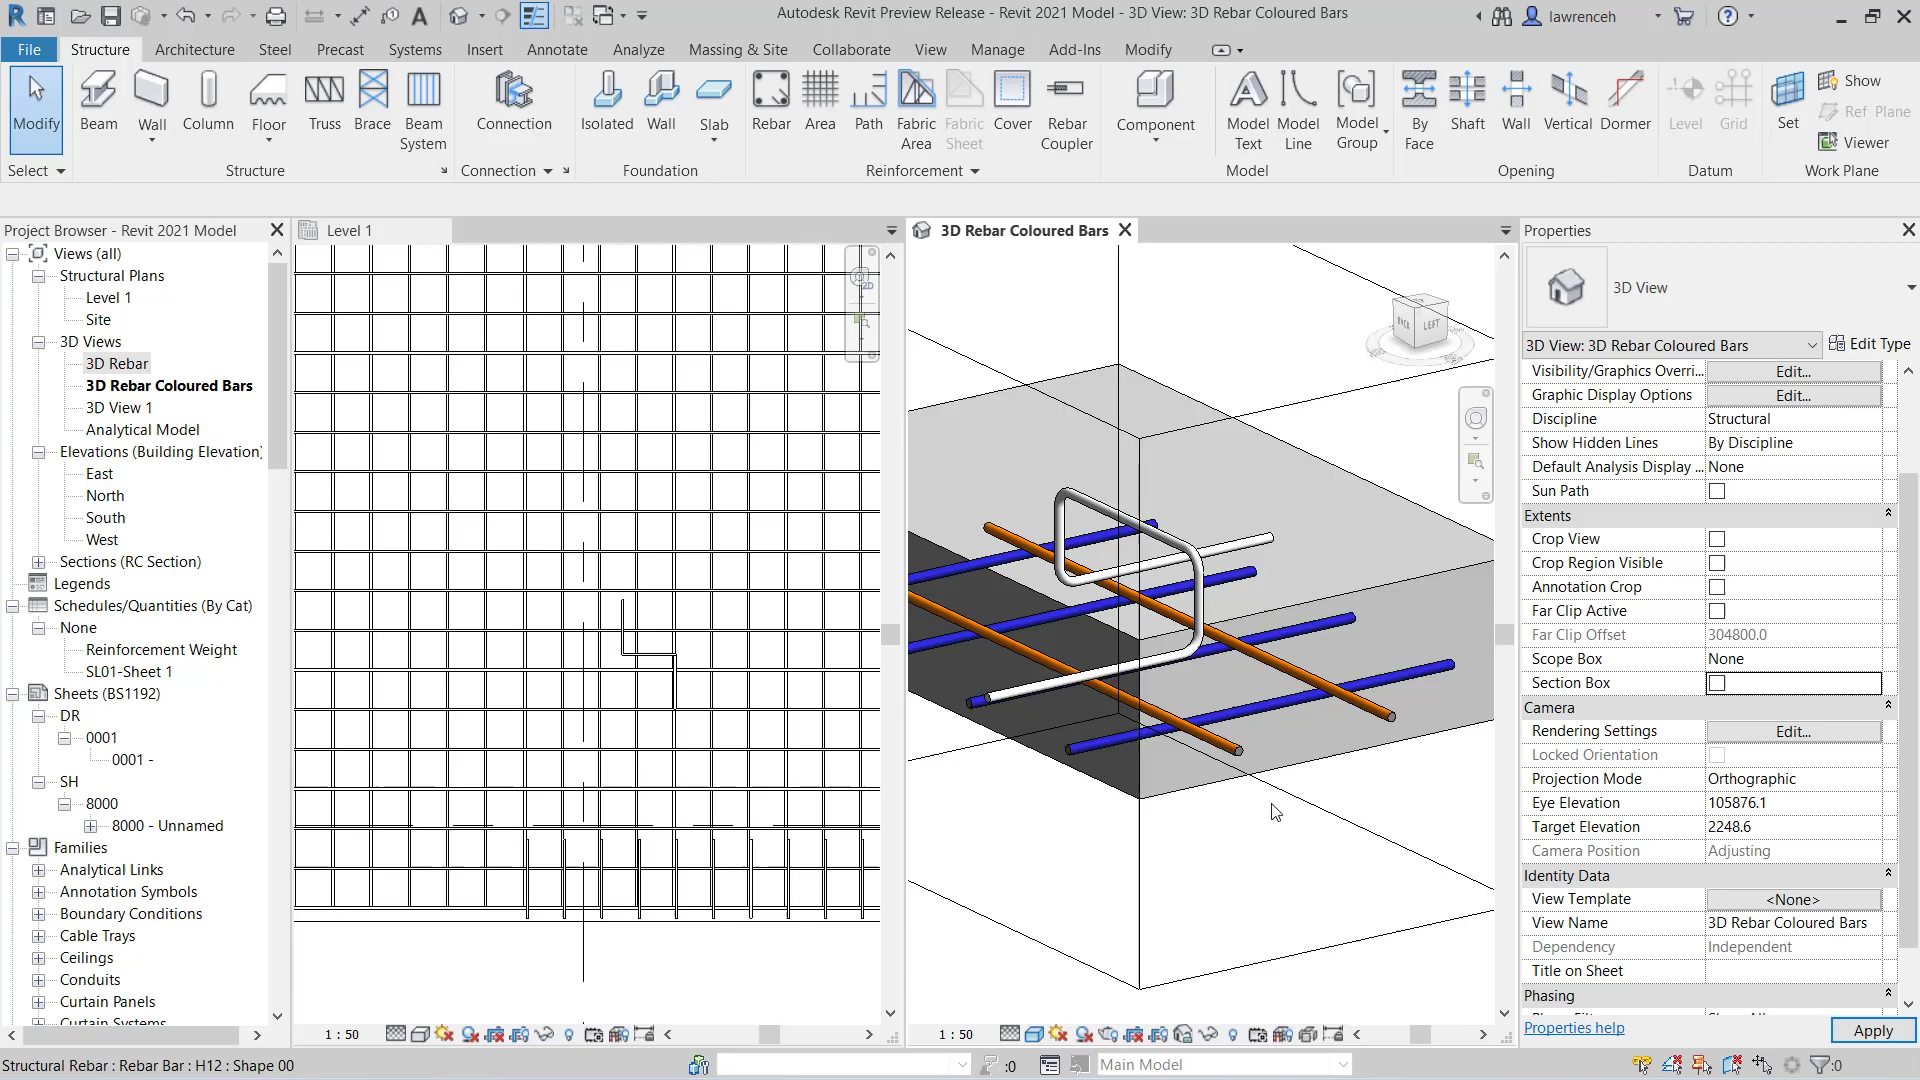 Autodesk Revit Preview Release - Revit 2021 Model - 3D View: 3D Rebar Coloured Bars
lawrenceh
File Structure Architecture Steel Precast Systems Insert Annotate Analyze Massing & Site Collaborate View Manage Add-Ins Modify
Modify Beam Wall Column Floor Truss Brace Beam System Connection Isolated Wall Slab Rebar Area Path Fabric Area Fabric Sheet Cover Rebar Coupler Component Model Text Model Line Model Group By Face Shaft Wall Vertical Dormer Level Grid Set Show Ref Plane Viewer
Select Structure Connection Foundation Reinforcement Model Opening Datum Work Plane
Project Browser - Revit 2021 Model
Views (all)
Structural Plans
Level 1
Site
3D Views
3D Rebar
3D Rebar Coloured Bars
3D View 1
Analytical Model
Elevations (Building Elevation)
East
North
South
West
Sections (RC Section)
Legends
Schedules/Quantities (By Cat)
None
Reinforcement Weight
SL01-Sheet 1
Sheets (BS1192)
DR
0001
0001 -
SH
8000
8000 - Unnamed
Families
Analytical Links
Annotation Symbols
Boundary Conditions
Cable Trays
Ceilings
Conduits
Curtain Panels
Curtain Systems
Level 1
2D
1 : 50
3D Rebar Coloured Bars
BACK LEFT
1 : 50
Properties
3D View
3D View: 3D Rebar Coloured Bars Edit Type
Visibility/Graphics Overri... Edit...
Graphic Display Options Edit...
Discipline Structural
Show Hidden Lines By Discipline
Default Analysis Display ... None
Sun Path
Extents
Crop View
Crop Region Visible
Annotation Crop
Far Clip Active
Far Clip Offset 304800.0
Scope Box None
Section Box
Camera
Rendering Settings Edit...
Locked Orientation
Projection Mode Orthographic
Eye Elevation 105876.1
Target Elevation 2248.6
Camera Position Adjusting
Identity Data
View Template <None>
View Name 3D Rebar Coloured Bars
Dependency Independent
Title on Sheet
Phasing
Properties help Apply
Structural Rebar : Rebar Bar : H12 : Shape 00
:0
Main Model
:0